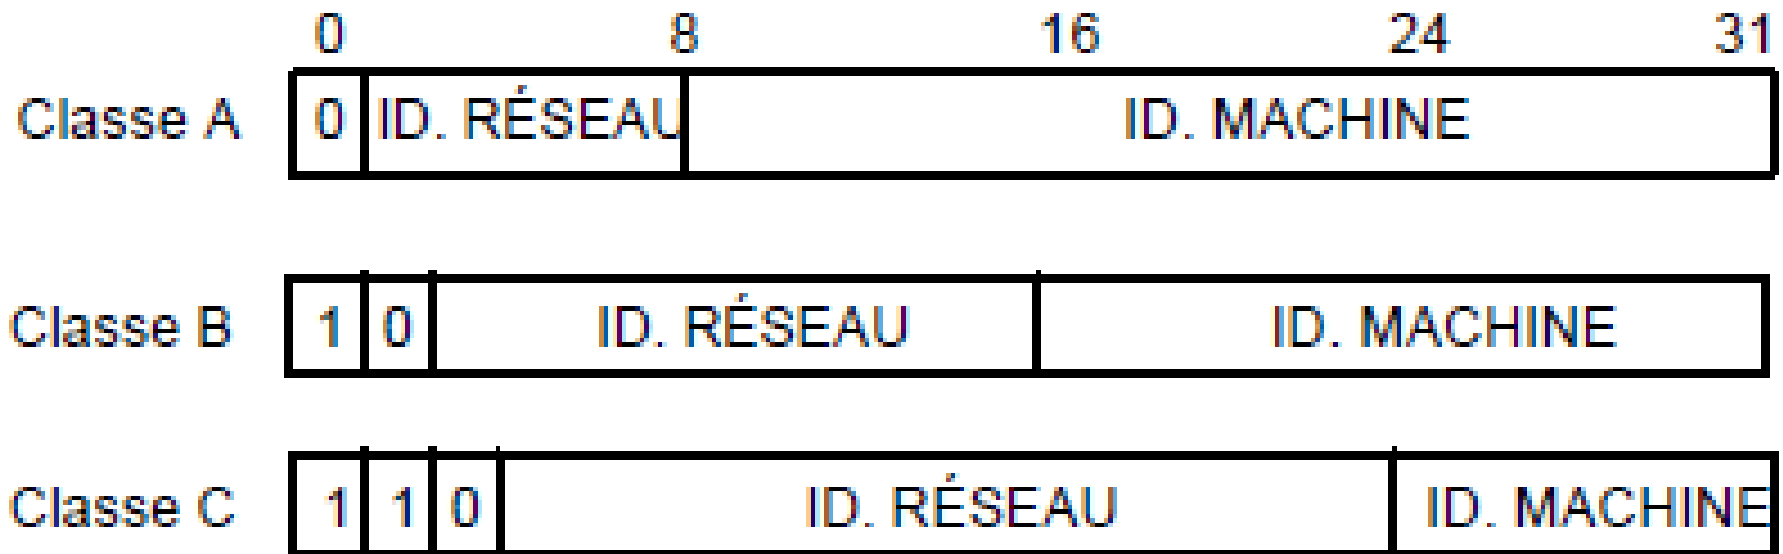 0 8 16 24 31
Classe A 0 ID. RÉSEAU ID. MACHINE
Classe B 1 0 ID. RÉSEAU ID. MACHINE
Classe C 1 1 0 ID. RÉSEAU ID. MACHINE